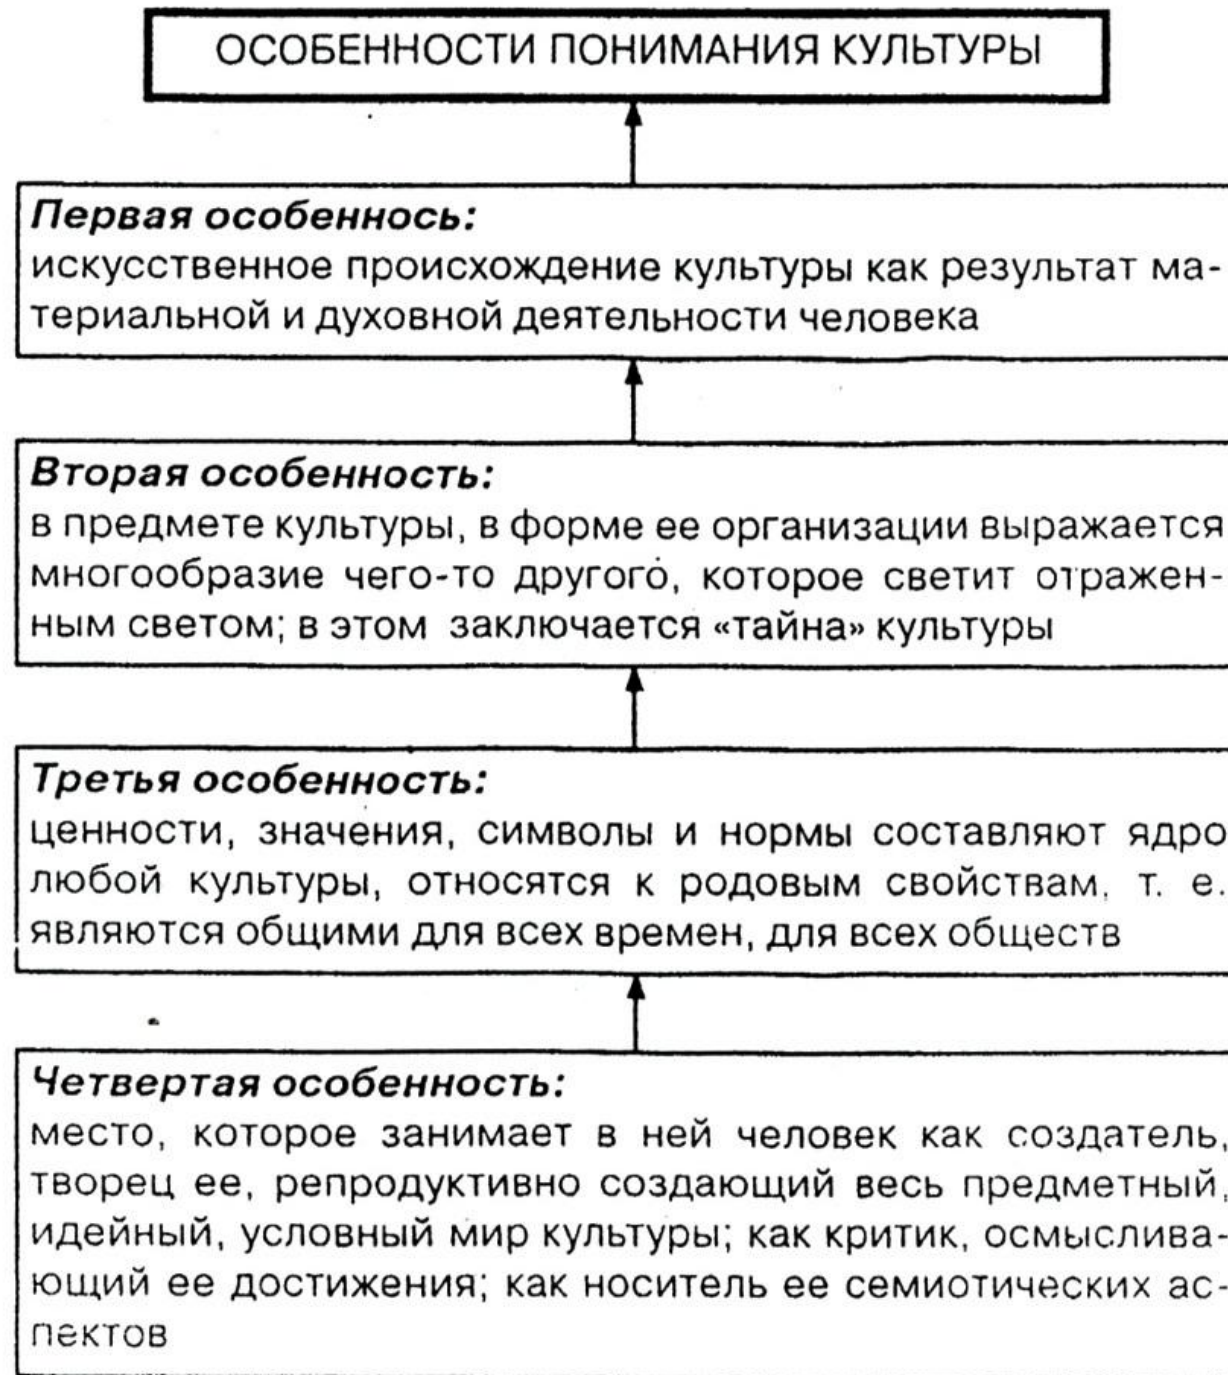 ОСОБЕННОСТИ ПОНИМАНИЯ КУЛЬТУРЫ
Первая особеннось:
искусственное происхождение культуры как результат ма-
териальной и духовной деятельности человека
Вторая особенность:
в предмете культуры, в форме ее организации выражается
многообразие чего-то другого, которое светит отражен-
ным светом; в этом заключается «тайна» культуры
Третья особенность:
ценности, значения, символы и нормы составляют ядро
любой культуры, относятся к родовым свойствам, т. е.
являются общими для всех времен, для всех обществ
Четвертая особенность:
место, которое занимает в ней человек как создатель,
творец ее, репродуктивно создающий весь предметный,
идейный, условный мир культуры; как критик, осмыслива-
ющий ее достижения; как носитель ее семиотических ас-
пектов